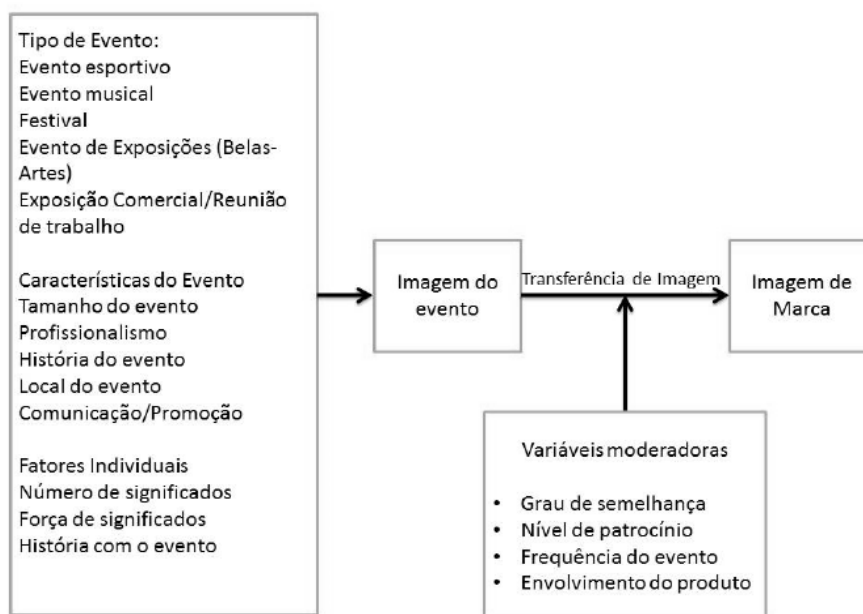 Tipo de Evento:
Evento esportivo
Evento musical
Festival
Evento de Exposições (Belas-
Artes)
Exposição Comercial/Reunião
de trabalho
Características do Evento
Tamanho do evento
Profissionalismo
História do evento
Local do evento
Comunicação/Promoção
Fatores Individuais
Número de significados
Força de significados
História com o evento
Imagem do
evento
Transferência de Imagem
Imagem de
Marca
Variáveis moderadoras
• Grau de semelhança
• Nível de patrocínio
• Frequência do evento
• Envolvimento do produto